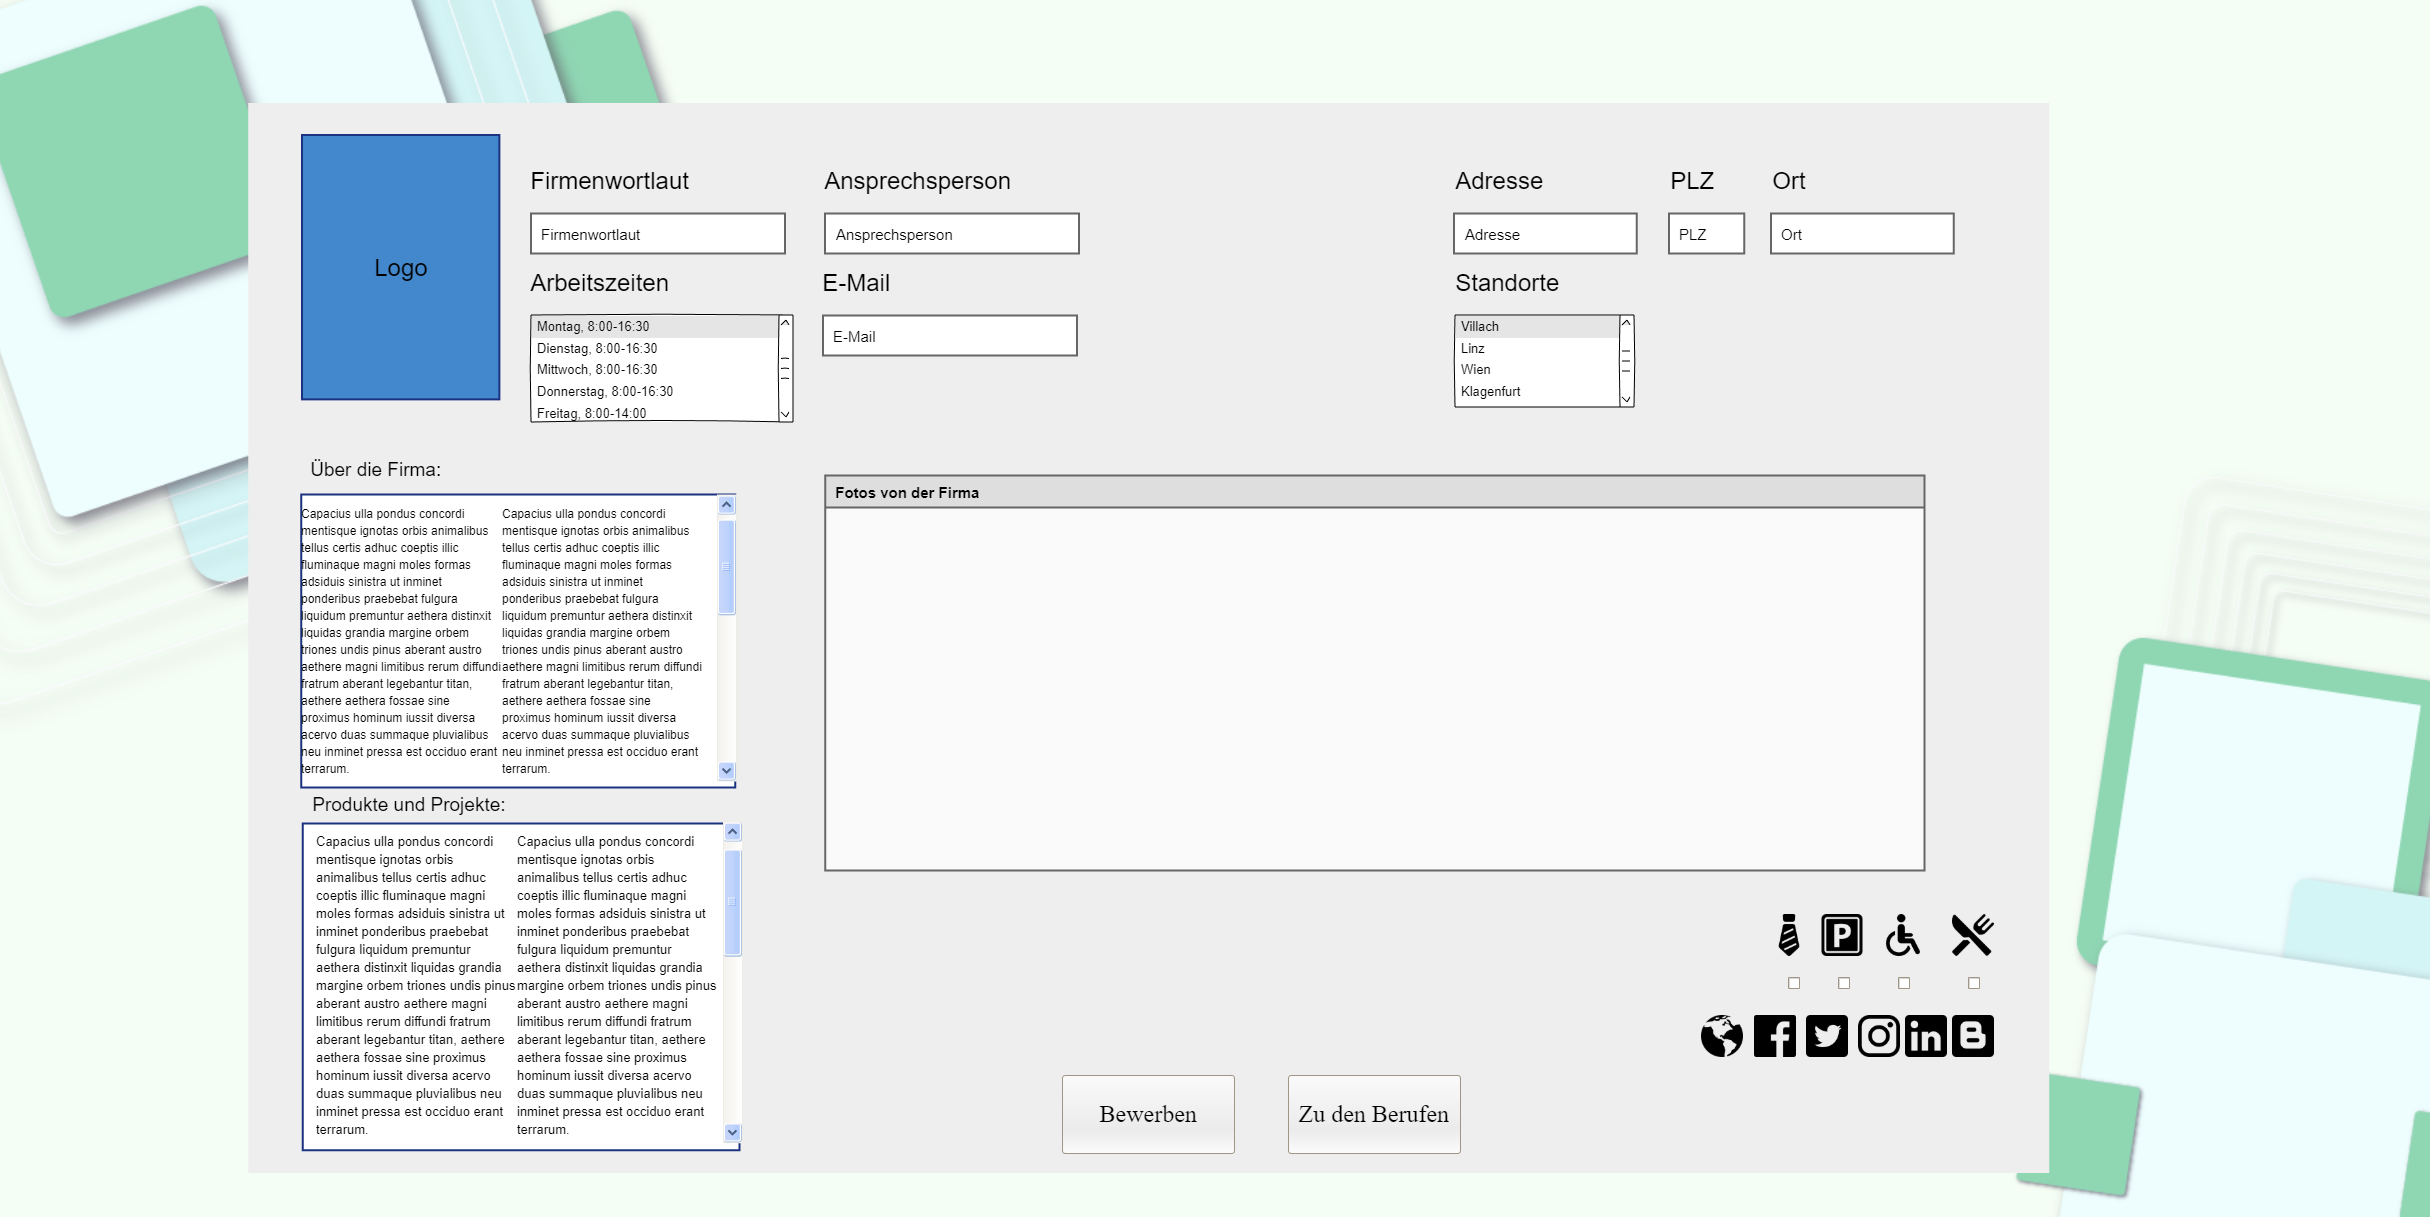 Logo
Firmenwortlaut
Ansprechsperson
Adresse
PLZ
Ort
Firmenwortlaut
Ansprechsperson
Adresse
PLZ
Ort
Arbeitszeiten
E-Mail
Standorte
Montag, 8:00-16:30
Dienstag, 8:00-16:30
Mittwoch, 8:00-16:30
Donnerstag, 8:00-16:30
Freitag, 8:00-14:00
E-Mail
Villach
Linz
Wien
Klagenfurt
Über die Firma:
Capacius ulla pondus concordi
mentisque ignotas orbis animalibus
tellus certis adhuc coeptis illic
fluminaque magni moles formas
adsiduis sinistra ut inminet
ponderibus praebebat fulgura
liquidum premuntur aethera distinxit
liquidas grandia margine orbem
triones undis pinus aberant austro
aethere magni limitibus rerum diffundi
fratrum aberant legebantur titan,
aethere aethera fossae sine
proximus hominum iussit diversa
acervo duas summaque pluvialibus
neu inminet pressa est occiduo erant
terrarum.
Capacius ulla pondus concordi
mentisque ignotas orbis animalibus
tellus certis adhuc coeptis illic
fluminaque magni moles formas
adsiduis sinistra ut inminet
ponderibus praebebat fulgura
liquidum premuntur aethera distinxit
liquidas grandia margine orbem
triones undis pinus aberant austro
aethere magni limitibus rerum diffundi
fratrum aberant legebantur titan,
aethere aethera fossae sine
proximus hominum iussit diversa
acervo duas summaque pluvialibus
neu inminet pressa est occiduo erant
terrarum.
Fotos von der Firma
Produkte und Projekte:
Capacius ulla pondus concordi
mentisque ignotas orbis
animalibus tellus certis adhuc
coeptis illic fluminaque magni
moles formas adsiduis sinistra ut
inminet ponderibus praebebat
fulgura liquidum premuntur
aethera distinxit liquidas grandia
margine orbem triones undis pinus
aberant austro aethere magni
limitibus rerum diffundi fratrum
aberant legebantur titan, aethere
aethera fossae sine proximus
hominum iussit diversa acervo
duas summaque pluvialibus neu
inminet pressa est occiduo erant
terrarum.
Capacius ulla pondus concordi
mentisque ignotas orbis
animalibus tellus certis adhuc
coeptis illic fluminaque magni
moles formas adsiduis sinistra ut
inminet ponderibus praebebat
fulgura liquidum premuntur
aethera distinxit liquidas grandia
margine orbem triones undis pinus
aberant austro aethere magni
limitibus rerum diffundi fratrum
aberant legebantur titan, aethere
aethera fossae sine proximus
hominum iussit diversa acervo
duas summaque pluvialibus neu
inminet pressa est occiduo erant
terrarum.
P
Bewerben
Zu den Berufen